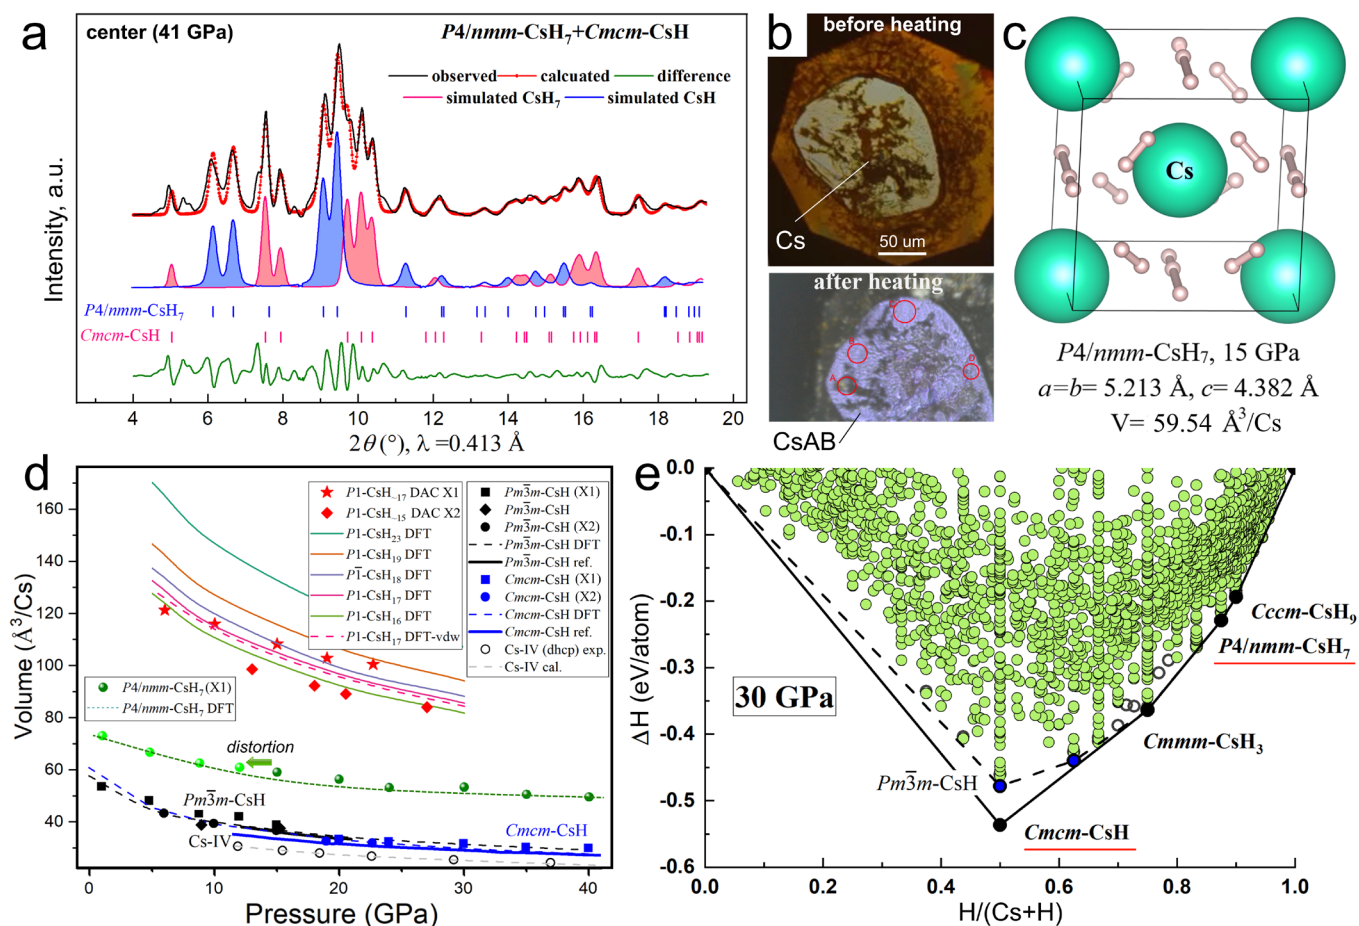 a
center (41 GPa)
P4/nmm-CsH₇+Cmcm-CsH
observed
calcuated
difference
simulated CsH₇
simulated CsH
Intensity, a.u.
P4/nmm-CsH₇
Cmcm-CsH
4 6 8 10 12 14 16 18 20
2θ (°), λ =0.413 Å
b
before heating
Cs
50 um
after heating
A
B
D
CsAB
c
Cs
P4/nmm-CsH₇, 15 GPa
a=b= 5.213 Å, c= 4.382 Å
V= 59.54 Å³/Cs
d
160
140
120
100
80
60
40
Volume (Å³/Cs)
P1-CsH~17 DAC X1
P1-CsH~15 DAC X2
P1-CsH₂₃ DFT
P1-CsH₁₉ DFT
P1̅-CsH₁₈ DFT
P1-CsH₁₇ DFT
P1-CsH₁₆ DFT
P1-CsH₁₇ DFT-vdw
Pm3̅m-CsH (X1)
Pm3̅m-CsH
Pm3̅m-CsH (X2)
Pm3̅m-CsH DFT
Pm3̅m-CsH ref.
Cmcm-CsH (X1)
Cmcm-CsH (X2)
Cmcm-CsH DFT
Cmcm-CsH ref.
Cs-IV (dhcp) exp.
Cs-IV cal.
P4/nmm-CsH₇ (X1)
P4/nmm-CsH₇ DFT
distortion
Pm3̅m-CsH
Cs-IV
Cmcm-CsH
0 10 20 30 40
Pressure (GPa)
e
0.0
-0.1
-0.2
-0.3
-0.4
-0.5
-0.6
ΔH (eV/atom)
30 GPa
Cccm-CsH₉
P4/nmm-CsH₇
Cmmm-CsH₃
Pm3̅m-CsH
Cmcm-CsH
0.0 0.2 0.4 0.6 0.8 1.0
H/(Cs+H)